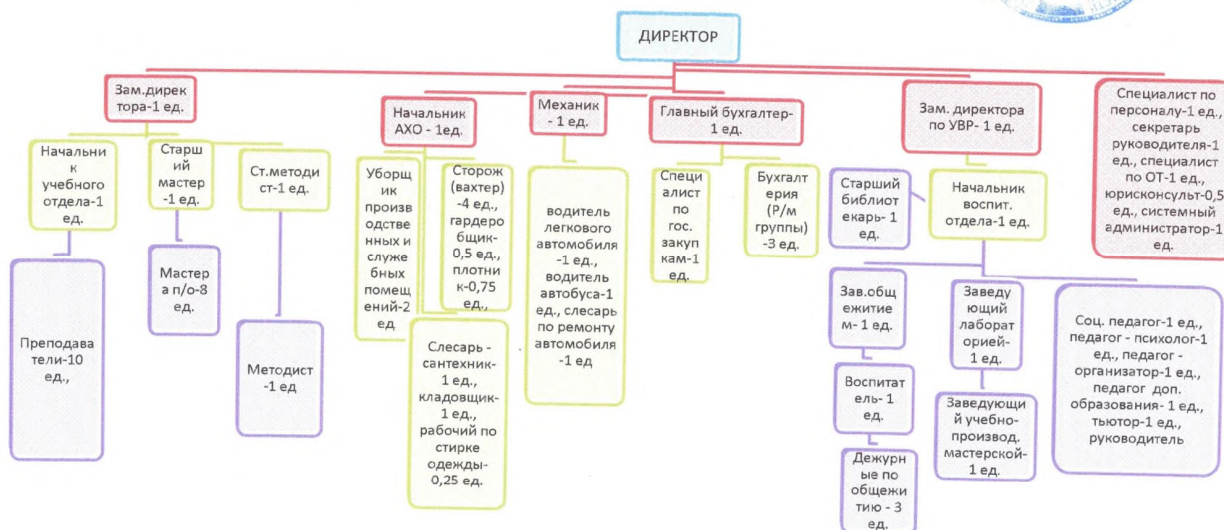 ДИРЕКТОР
Зам.дирек
тора-1 ед.
Начальник
АХО - 1ед.
Механик
- 1 ед.
Главный бухгалтер-
1 ед.
Зам. директора
по УВР- 1 ед.
Специалист по
персоналу-1 ед.,
секретарь
руководителя-1
ед., специалист
по ОТ-1 ед.,
юрисконсульт-0,5
ед., системный
администратор-1
ед.
Начальни
к
учебного
отдела-1
ед.
Старш
ий
мастер
-1 ед.
Ст.методи
ст-1 ед.
Уборщ
ик
произв
одстве
нных и
служе
бных
помещ
ений-2
ед
Сторож
(вахтер)
-4 ед.,
гардеро
бщик-
0,5 ед.,
плотни
к-0,75
ед.,
водитель
легкового
автомобиля
-1 ед.,
водитель
автобуса-1
ед., слесарь
по ремонту
автомобиля
-1 ед
Специ
алист
по
гос.
закуп
кам-1
ед.
Бухгалт
ерия
(Р/м
группы)
-3 ед.
Старший
библиот
екарь- 1
ед.
Начальник
воспит.
отдела-1 ед.
Преподава
тели-10
ед.,
Мастер
а п/о-8
ед.
Методист
-1 ед
Слесарь -
сантехник-
1 ед.,
кладовщик-
1 ед.,
рабочий по
стирке
одежды-
0,25 ед.
Зав.общ
ежитие
м- 1 ед.
Заведу
ющий
лаборат
орией-
1 ед.
Соц. педагог-1 ед.,
педагог - психолог-1
ед., педагог -
организатор-1 ед.,
педагог доп.
образования- 1 ед.,
тьютор-1 ед.,
руководитель
Воспитат
ель- 1
ед.
Заведующи
й учебно-
производ.
мастерской-
1 ед.
Дежурн
ые по
общежи
тию - 3
ед.